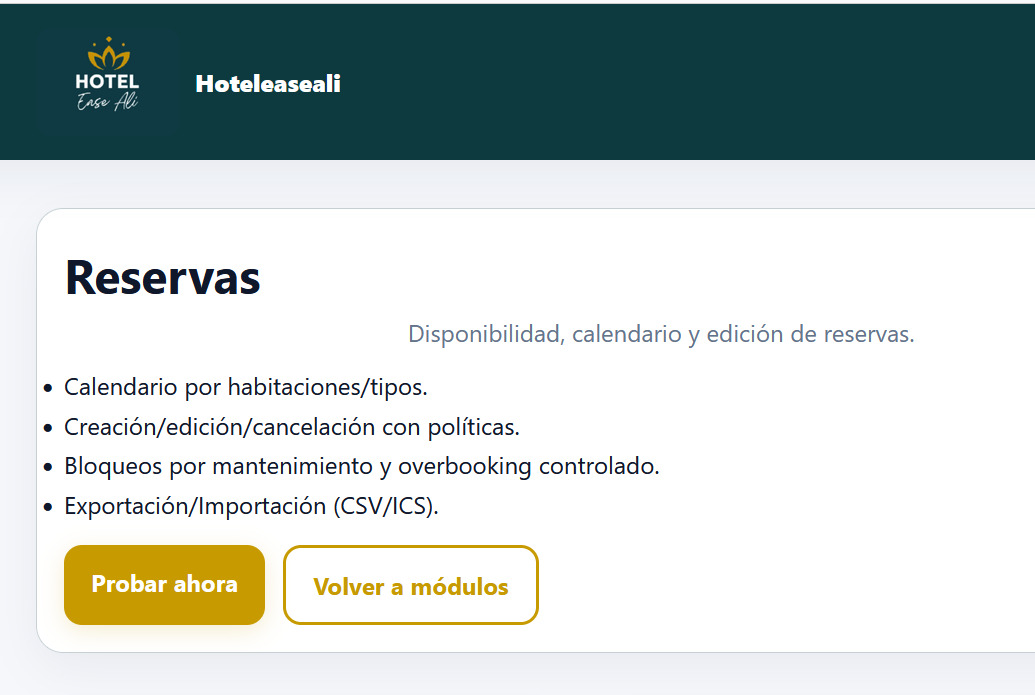 HOTEL
Ease Ali
Hoteleaseali
Reservas
Disponibilidad, calendario y edición de reservas.
• Calendario por habitaciones/tipos.
• Creación/edición/cancelación con políticas.
• Bloqueos por mantenimiento y overbooking controlado.
• Exportación/Importación (CSV/ICS).
Probar ahora
Volver a módulos